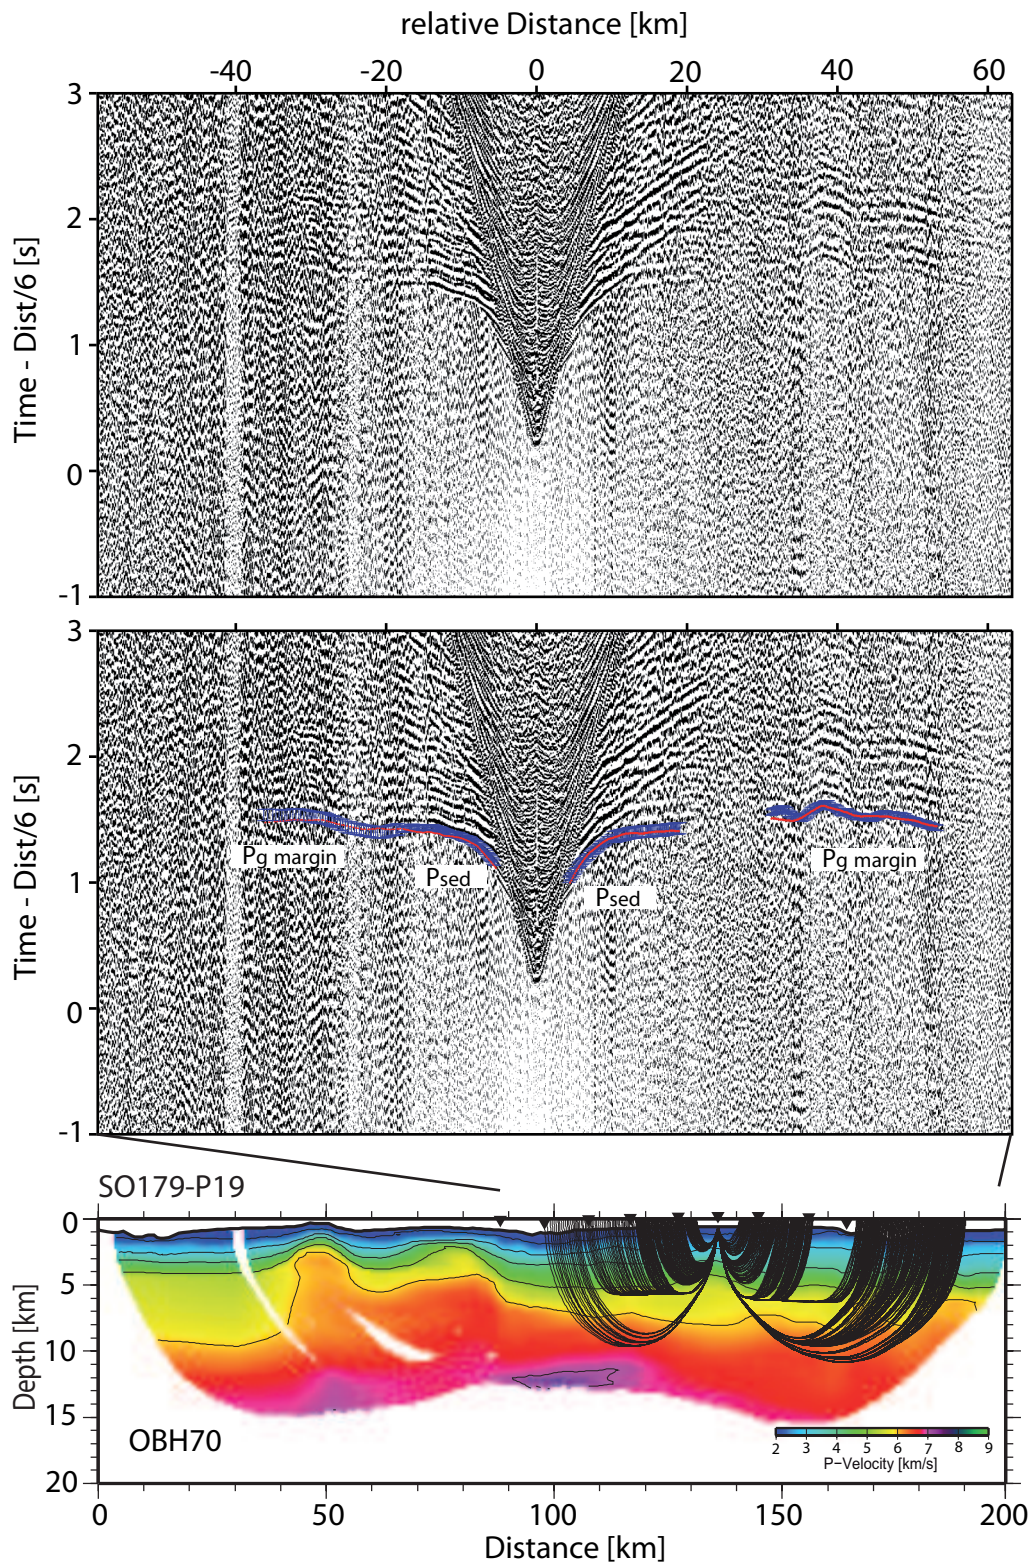 relative Distance [km]
-40 -20 0 20 40 60
3
2
1
0
-1
Time - Dist/6 [s]
3
2
1
0
-1
Time - Dist/6 [s]
Pg margin
Psed
Psed
Pg margin
SO179-P19
0
5
10
15
20
Depth [km]
OBH70
2 3 4 5 6 7 8 9
P-Velocity [km/s]
0 50 100 150 200
Distance [km]